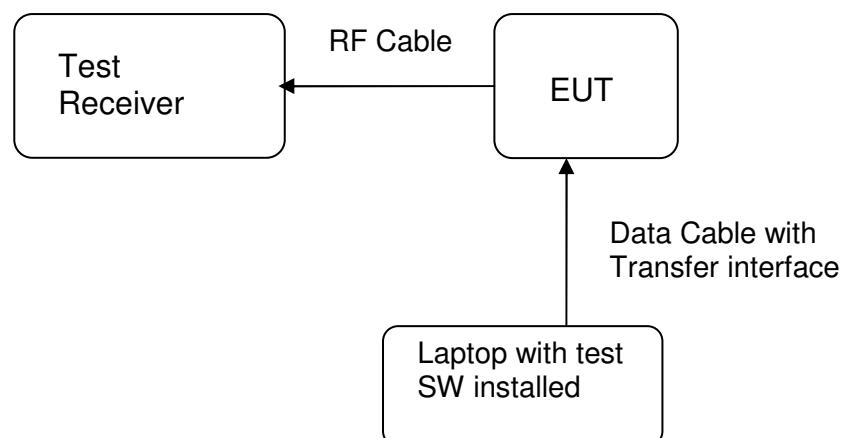 RF Cable
Test
Receiver
EUT
Data Cable with
Transfer interface
Laptop with test
SW installed